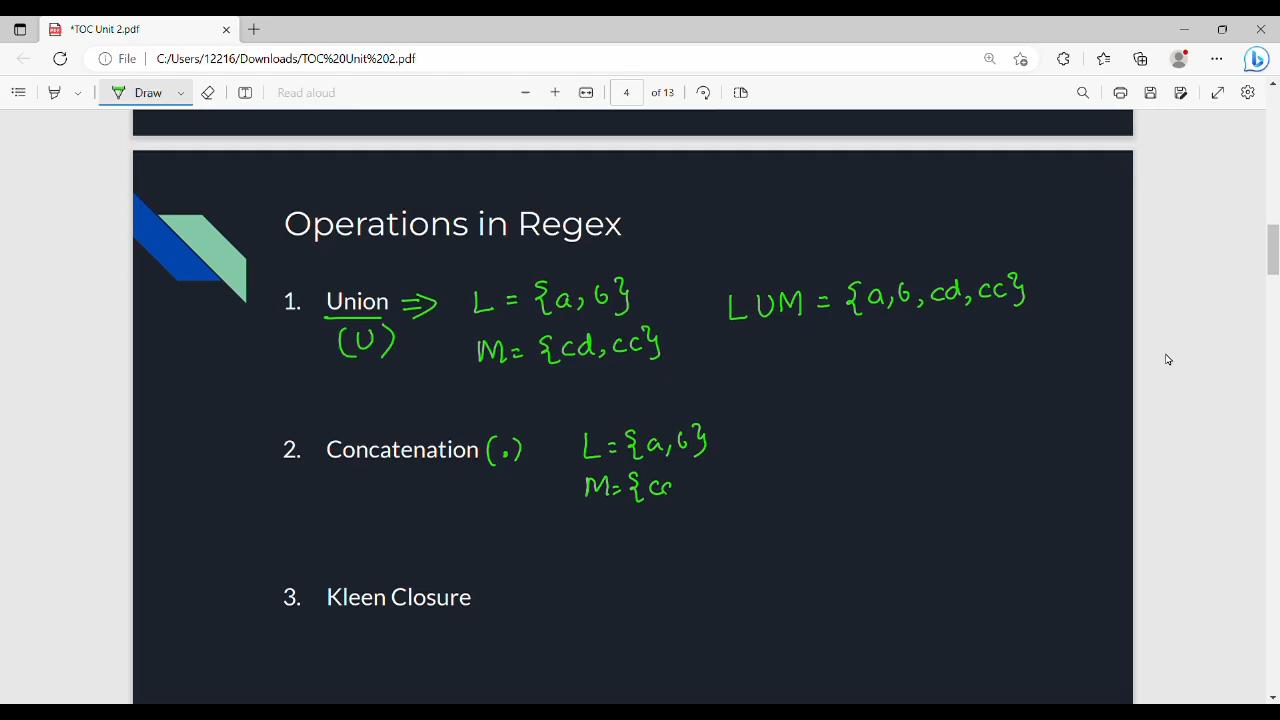 *TOC Unit 2.pdf
File C:/Users/12216/Downloads/TOC%20Unit%202.pdf
Draw Read aloud 4 of 13
Operations in Regex
1. Union => L = {a, b} L U M = {a, b, cd, cc}
(U) M = {cd, cc}
2. Concatenation (.) L = {a, b}
M = {cc
3. Kleen Closure